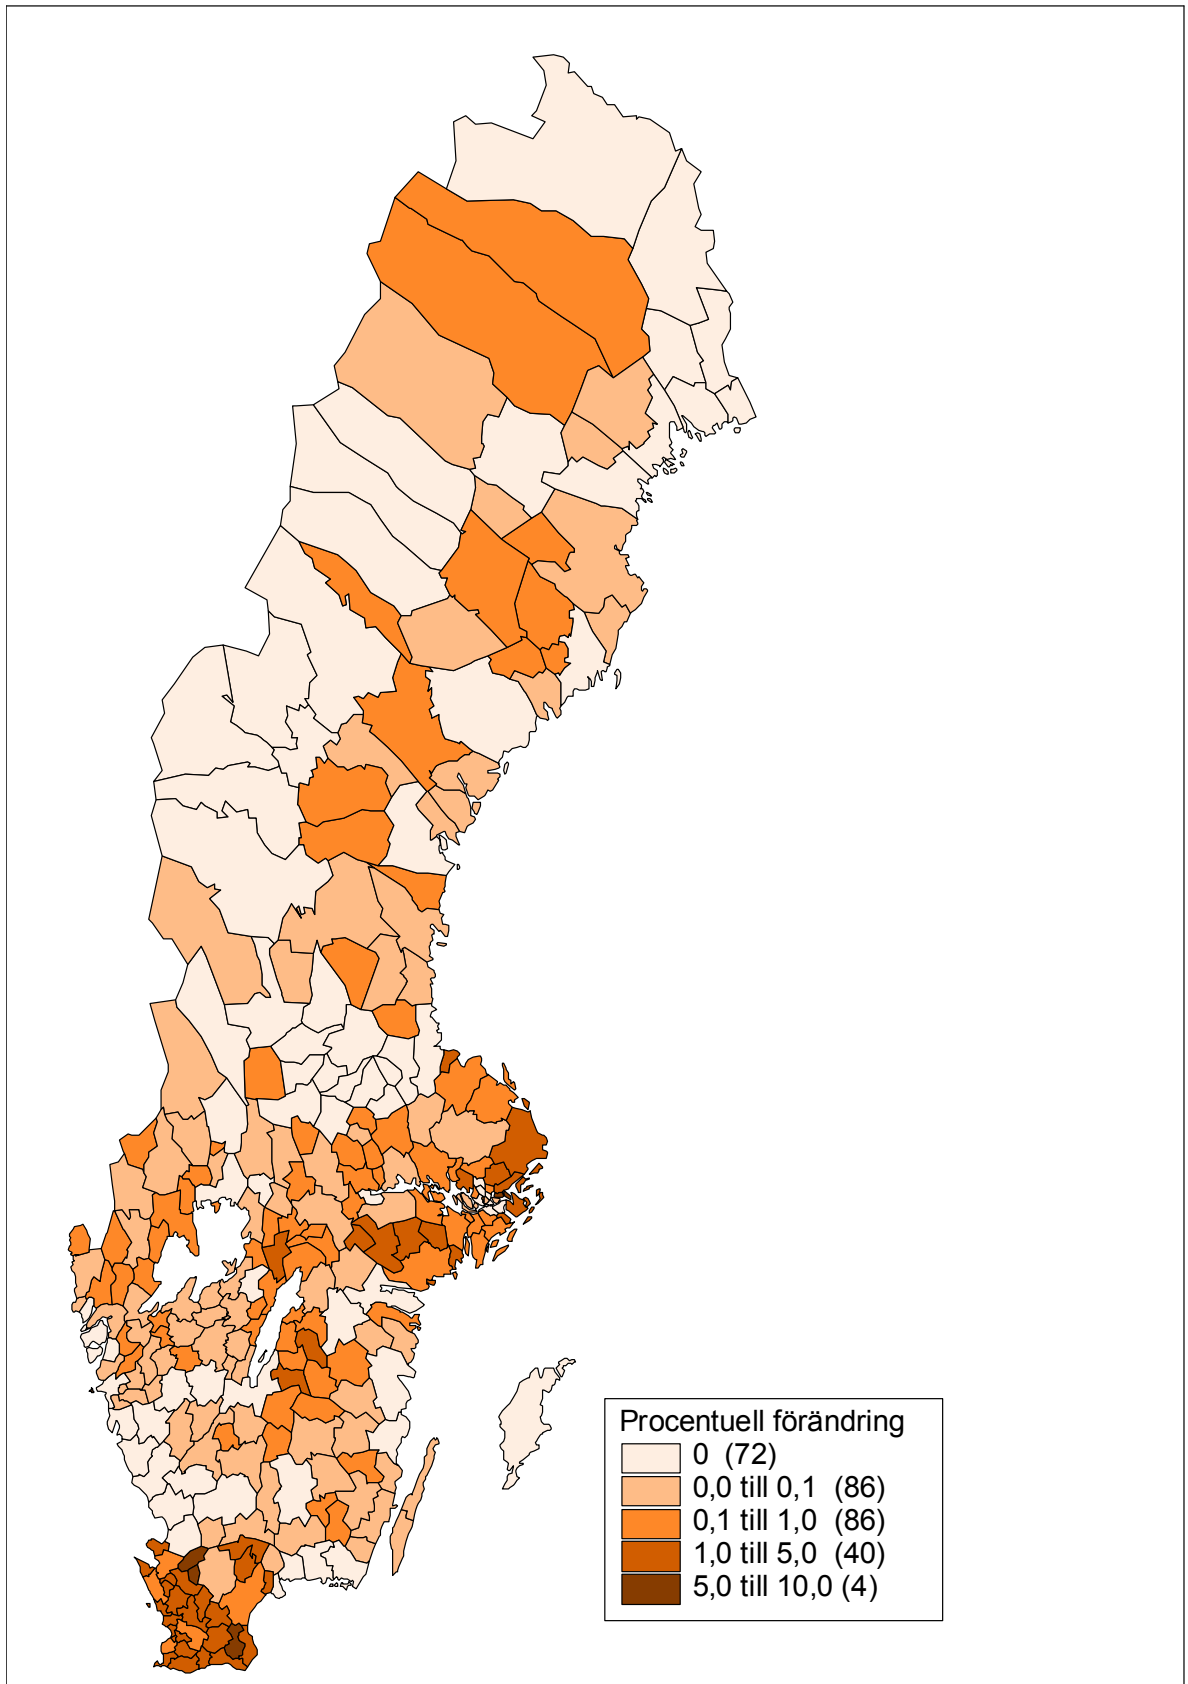 Procentuell förändring
0 (72)
0,0 till 0,1 (86)
0,1 till 1,0 (86)
1,0 till 5,0 (40)
5,0 till 10,0 (4)